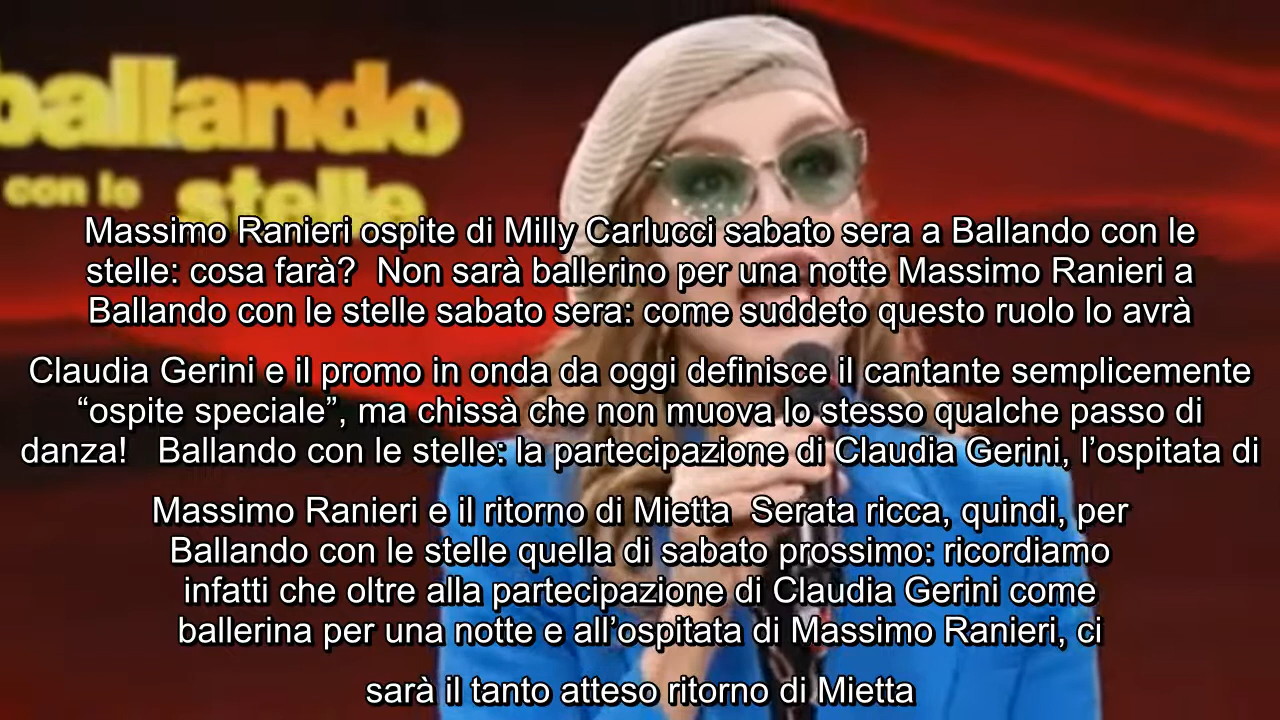 ballando
con le stelle
Massimo Ranieri ospite di Milly Carlucci sabato sera a Ballando con le
stelle: cosa farà?  Non sarà ballerino per una notte Massimo Ranieri a
Ballando con le stelle sabato sera: come suddeto questo ruolo lo avrà
Claudia Gerini e il promo in onda da oggi definisce il cantante semplicemente
“ospite speciale”, ma chissà che non muova lo stesso qualche passo di
danza!   Ballando con le stelle: la partecipazione di Claudia Gerini, l’ospitata di
Massimo Ranieri e il ritorno di Mietta  Serata ricca, quindi, per
Ballando con le stelle quella di sabato prossimo: ricordiamo
infatti che oltre alla partecipazione di Claudia Gerini come
ballerina per una notte e all’ospitata di Massimo Ranieri, ci
sarà il tanto atteso ritorno di Mietta